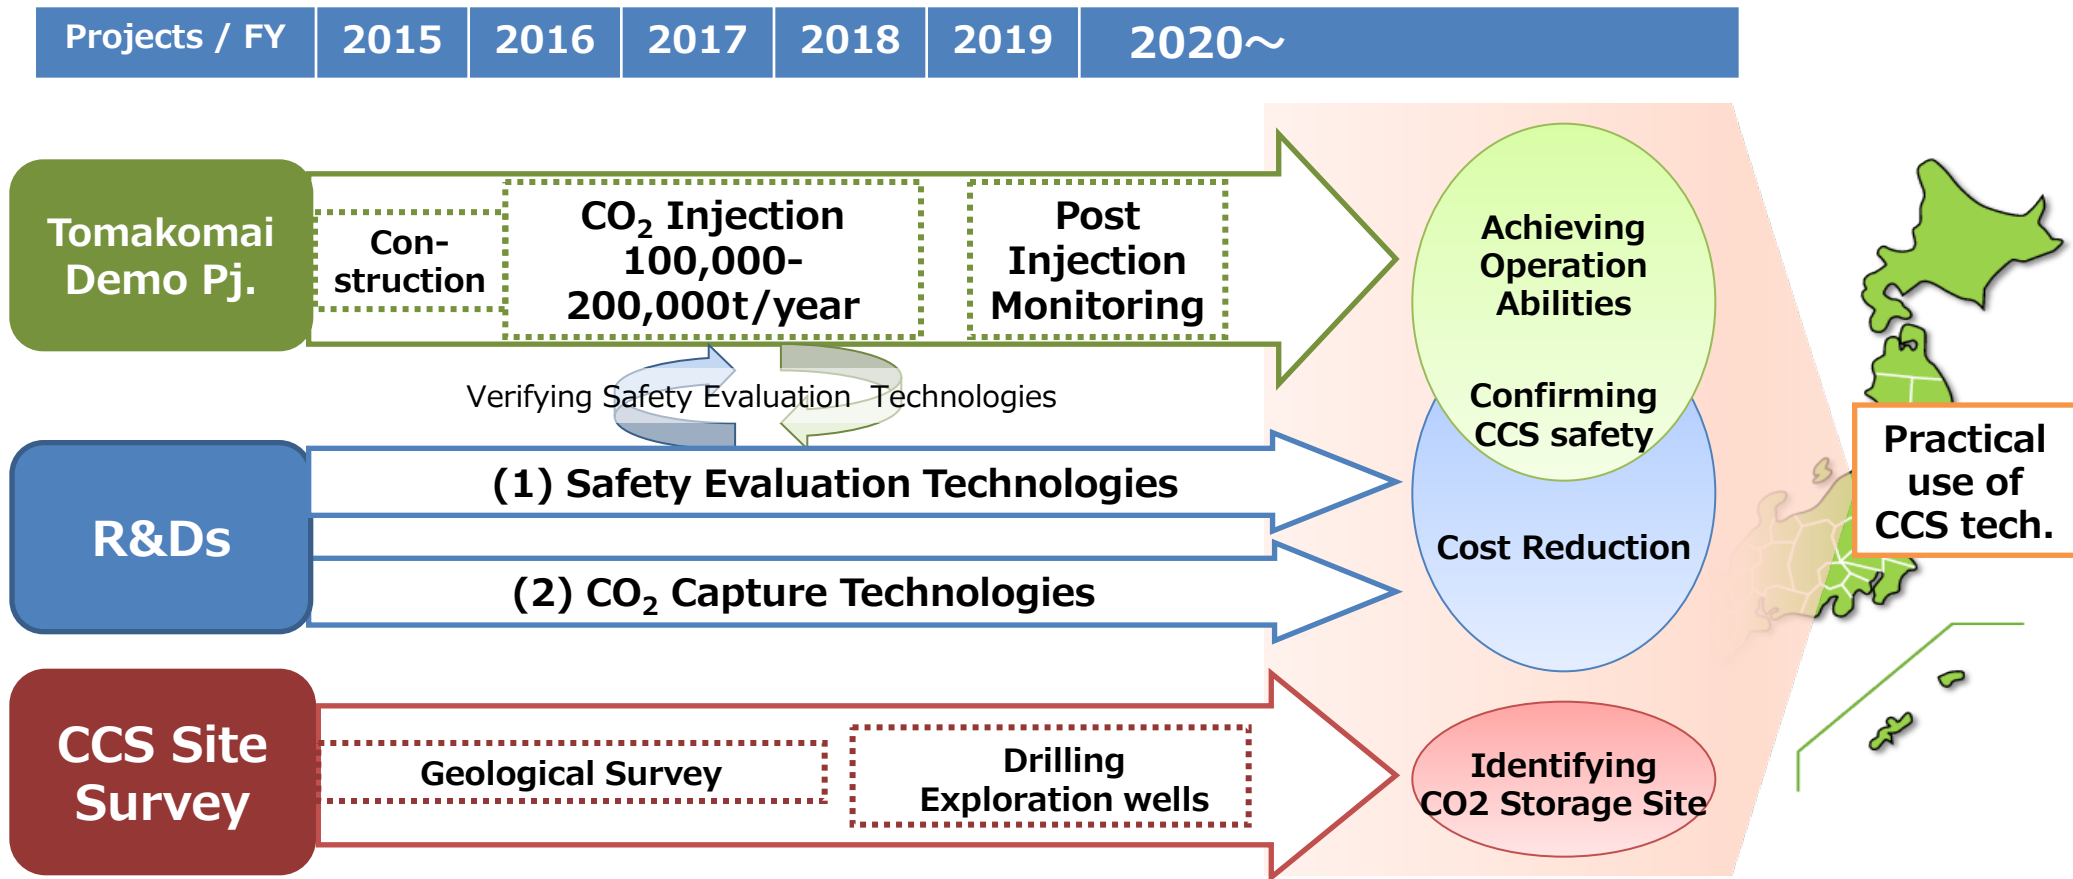 Projects / FY 2015 2016 2017 2018 2019 2020～
Tomakomai
Demo Pj.
Con-
struction
CO₂ Injection
100,000-
200,000t/year
Post
Injection
Monitoring
Achieving
Operation
Abilities
Verifying Safety Evaluation Technologies
Confirming
CCS safety
R&Ds
(1) Safety Evaluation Technologies
(2) CO₂ Capture Technologies
Cost Reduction
Practical
use of
CCS tech.
CCS Site
Survey
Geological Survey
Drilling
Exploration wells
Identifying
CO2 Storage Site